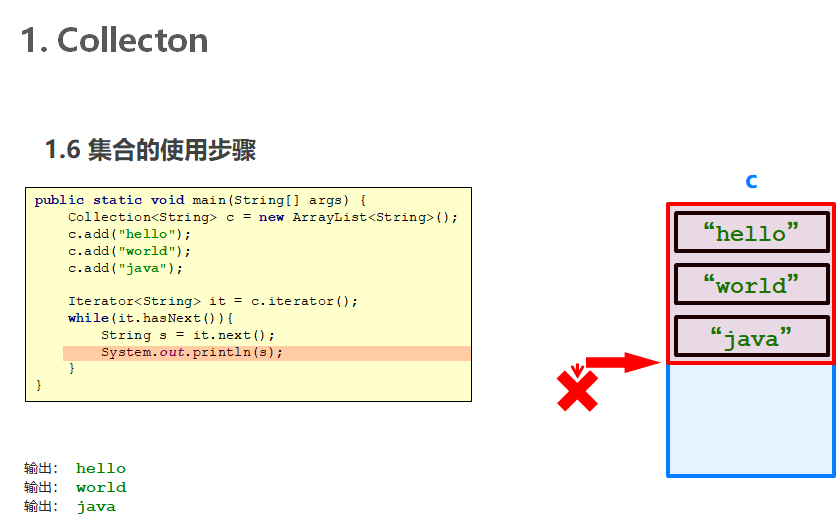 1. Collecton
1.6 集合的使用步骤
public static void main(String[] args) {
Collection<String> c = new ArrayList<String>();
c.add("hello");
c.add("world");
c.add("java");
Iterator<String> it = c.iterator();
while(it.hasNext()){
String s = it.next();
System.out.println(s);
}
}
输出： hello
输出： world
输出： java
c
“hello”
“world”
“java”